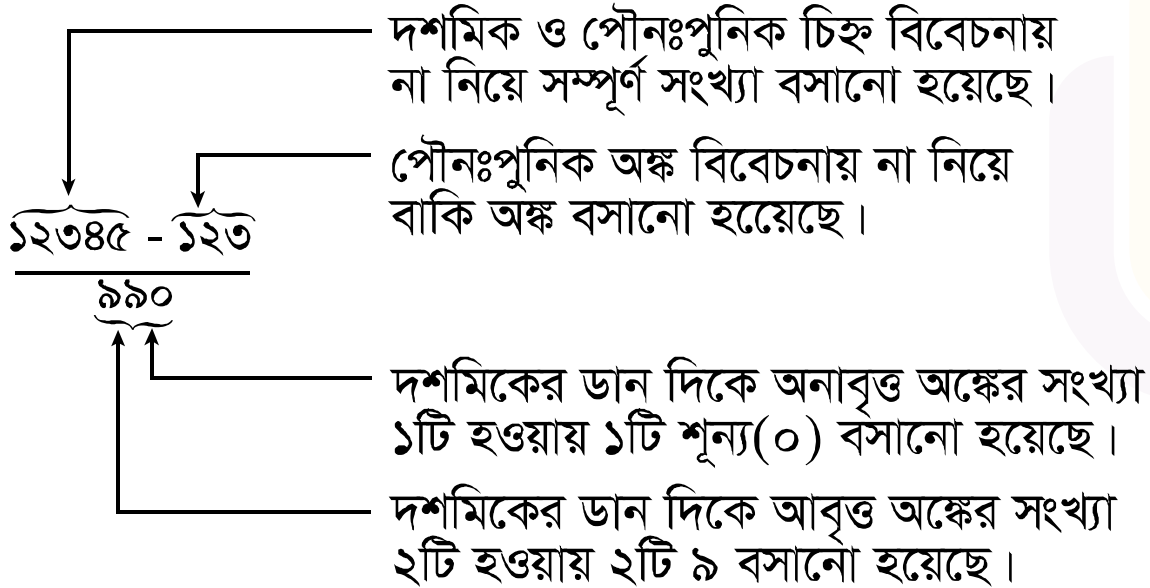 দশমিক ও পৌনঃপুনিক চিহ্ন বিবেচনায়
না নিয়ে সম্পূর্ণ সংখ্যা বসানো হয়েছে।
পৌনঃপুনিক অঙ্ক বিবেচনায় না নিয়ে
বাকি অঙ্ক বসানো হয়েেছে।
১২৩৪৫ - ১২৩
৯৯০
দশমিকের ডান দিকে অনাবৃত্ত অঙ্কের সংখ্যা
১টি হওয়ায় ১টি শূন্য(০) বসানো হয়েছে।
দশমিকের ডান দিকে আবৃত্ত অঙ্কের সংখ্যা
২টি হওয়ায় ২টি ৯ বসানো হয়েছে।